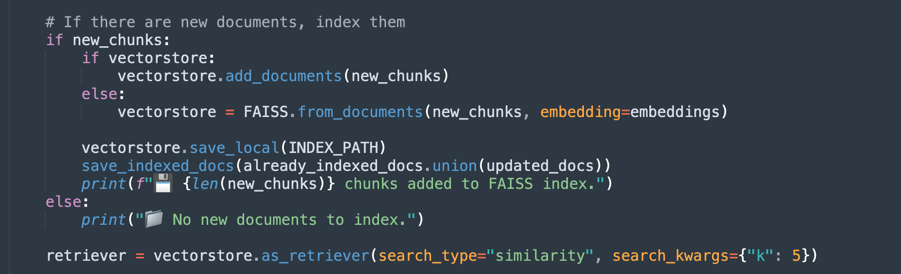 # If there are new documents, index them
if new_chunks:
    if vectorstore:
        vectorstore.add_documents(new_chunks)
    else:
        vectorstore = FAISS.from_documents(new_chunks, embedding=embeddings)

    vectorstore.save_local(INDEX_PATH)
    save_indexed_docs(already_indexed_docs.union(updated_docs))
    print(f"💾 {len(new_chunks)} chunks added to FAISS index.")
else:
    print("📁 No new documents to index.")

retriever = vectorstore.as_retriever(search_type="similarity", search_kwargs={"k": 5})